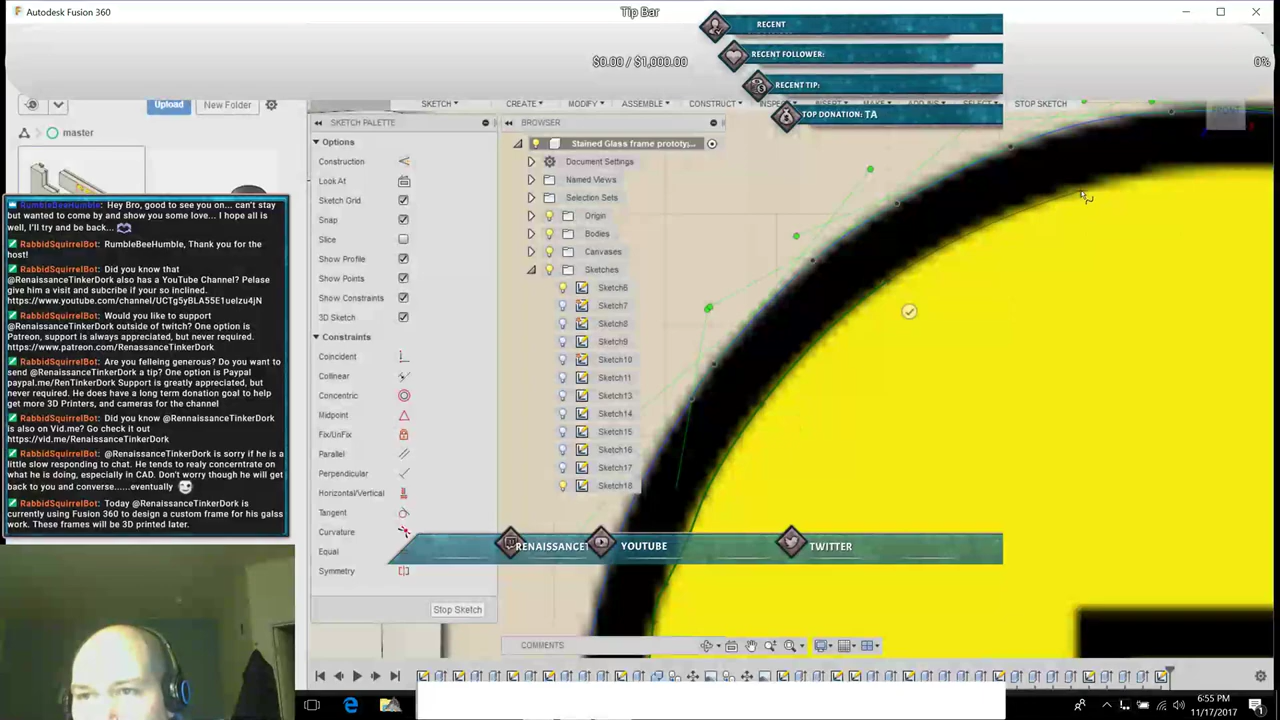 Autodesk Fusion 360
Tip Bar
RECENT
RECENT FOLLOWER:
$0.00 / $1,000.00
0%
RECENT TIP:
TOP DONATION: TA
Upload
New Folder
SKETCH
CREATE
MODIFY
ASSEMBLE
CONSTRUCT
SELECT
STOP SKETCH
master
SKETCH PALETTE
Options
Construction
Look At
Sketch Grid
Snap
Slice
Show Profile
Show Points
Show Constraints
3D Sketch
Constraints
Coincident
Collinear
Concentric
Midpoint
Fix/UnFix
Parallel
Perpendicular
Horizontal/Vertical
Tangent
Curvature
Equal
Symmetry
Stop Sketch
BROWSER
Stained Glass frame prototy...
Document Settings
Named Views
Selection Sets
Origin
Bodies
Canvases
Sketches
Sketch6
Sketch7
Sketch8
Sketch9
Sketch10
Sketch11
Sketch13
Sketch14
Sketch15
Sketch16
Sketch17
Sketch18
RumbleBeeHumble: Hey Bro, good to see you on... can't stay
but wanted to come by and show you some love... I hope all is
well, I'll try and be back...
RabbidSquirrelBot: RumbleBeeHumble, Thank you for the
host!
RabbidSquirrelBot: Did you know that
@RenaissanceTinkerDork also has a YouTube Channel? Pelase
give him a visit and subcribe if your so inclined.
https://www.youtube.com/channel/UCTg5yBLA55E1uelzu4jN
RabbidSquirrelBot: Would you like to support
@RenaissanceTinkerDork outside of twitch? One option is
Patreon, support is always appreciated, but never required.
https://www.patreon.com/RenassanceTinkerDork
RabbidSquirrelBot: Are you felleing generous? Do you want to
send @RenaissanceTinkerDork a tip? One option is Paypal
paypal.me/RenTinkerDork Support is greatly appreciated, but
never required. He does have a long term donation goal to help
get more 3D Printers, and cameras for the channel
RabbidSquirrelBot: Did you know @RennaissanceTinkerDork
is also on Vid.me? Go check it out
https://vid.me/RenaissanceTinkerDork
RabbidSquirrelBot: @RenaissanceTinkerDork is sorry if he is a
little slow responding to chat. He tends to realy concerntrate on
what he is doing, especially in CAD. Don't worry though he will get
back to you and converse......eventually
RabbidSquirrelBot: Today @RenaissanceTinkerDork is
currently using Fusion 360 to design a custom frame for his galss
work. These frames will be 3D printed later.
RENAISSANCET
YOUTUBE
TWITTER
COMMENTS
6:55 PM
11/17/2017